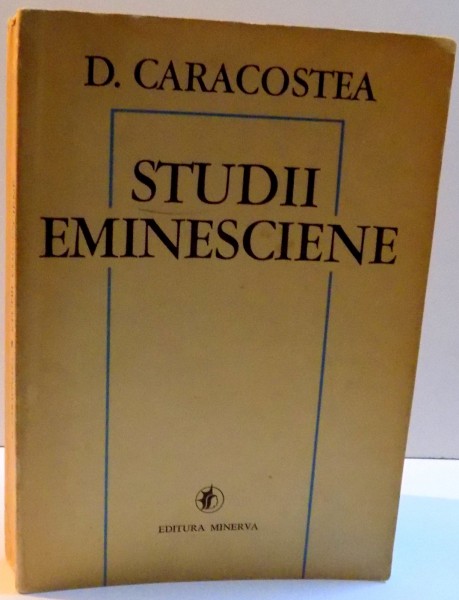 D. CARACOSTEA
STUDII
EMINESCIENE
EDITURA MINERVA